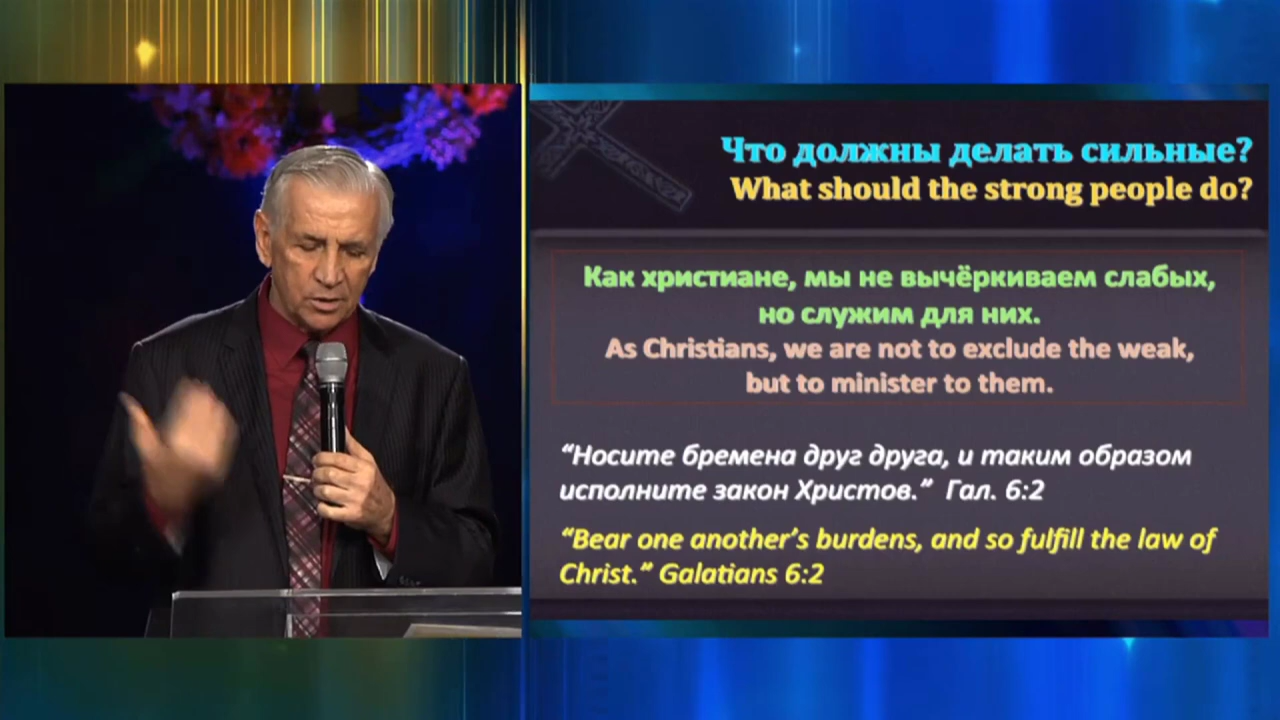 Что должны делать сильные?
What should the strong people do?
Как христиане, мы не вычёркиваем слабых,
но служим для них.
As Christians, we are not to exclude the weak,
but to minister to them.
“Носите бремена друг друга, и таким образом
исполните закон Христов.” Гал. 6:2
“Bear one another’s burdens, and so fulfill the law of
Christ.” Galatians 6:2